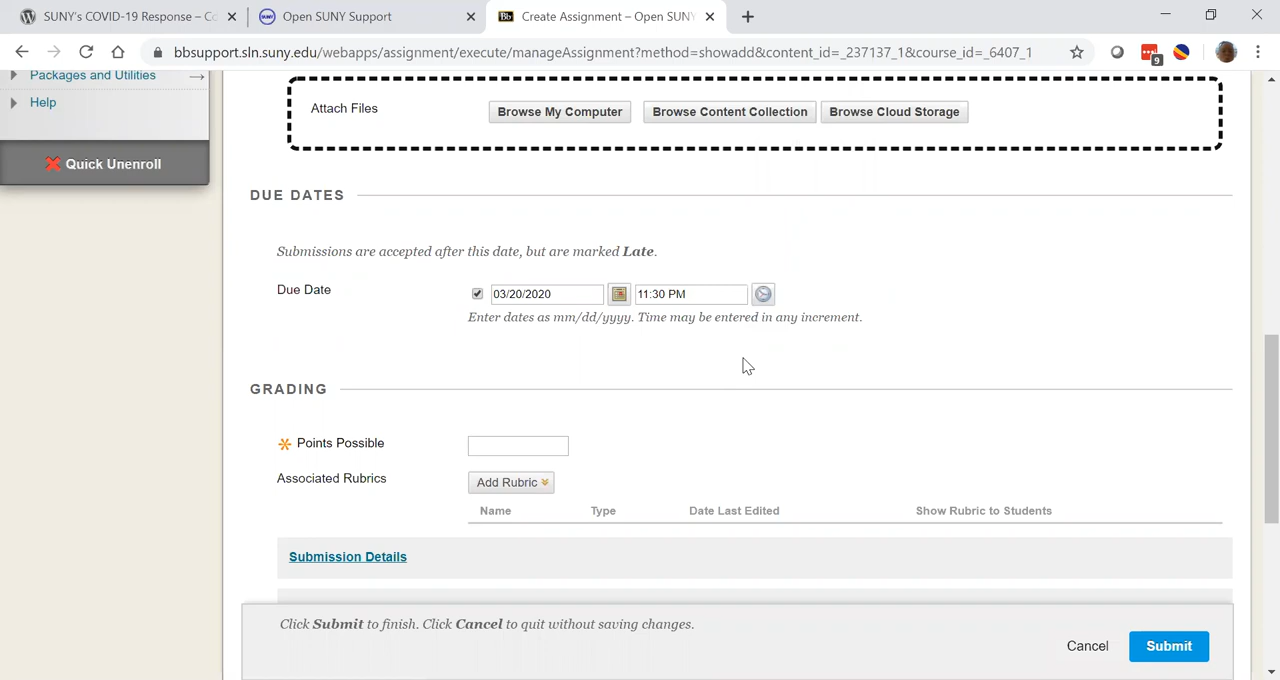 SUNY's COVID-19 Response – Co
Open SUNY Support
Create Assignment – Open SUNY
bbsupport.sln.suny.edu/webapps/assignment/execute/manageAssignment?method=showadd&content_id=_237137_1&course_id=_6407_1
9
Packages and Utilities
Help
Quick Unenroll
Attach Files
Browse My Computer
Browse Content Collection
Browse Cloud Storage
DUE DATES
Submissions are accepted after this date, but are marked Late.
Due Date
03/20/2020
11:30 PM
Enter dates as mm/dd/yyyy. Time may be entered in any increment.
GRADING
Points Possible
Associated Rubrics
Add Rubric
Name Type Date Last Edited Show Rubric to Students
Submission Details
Click Submit to finish. Click Cancel to quit without saving changes.
Cancel
Submit